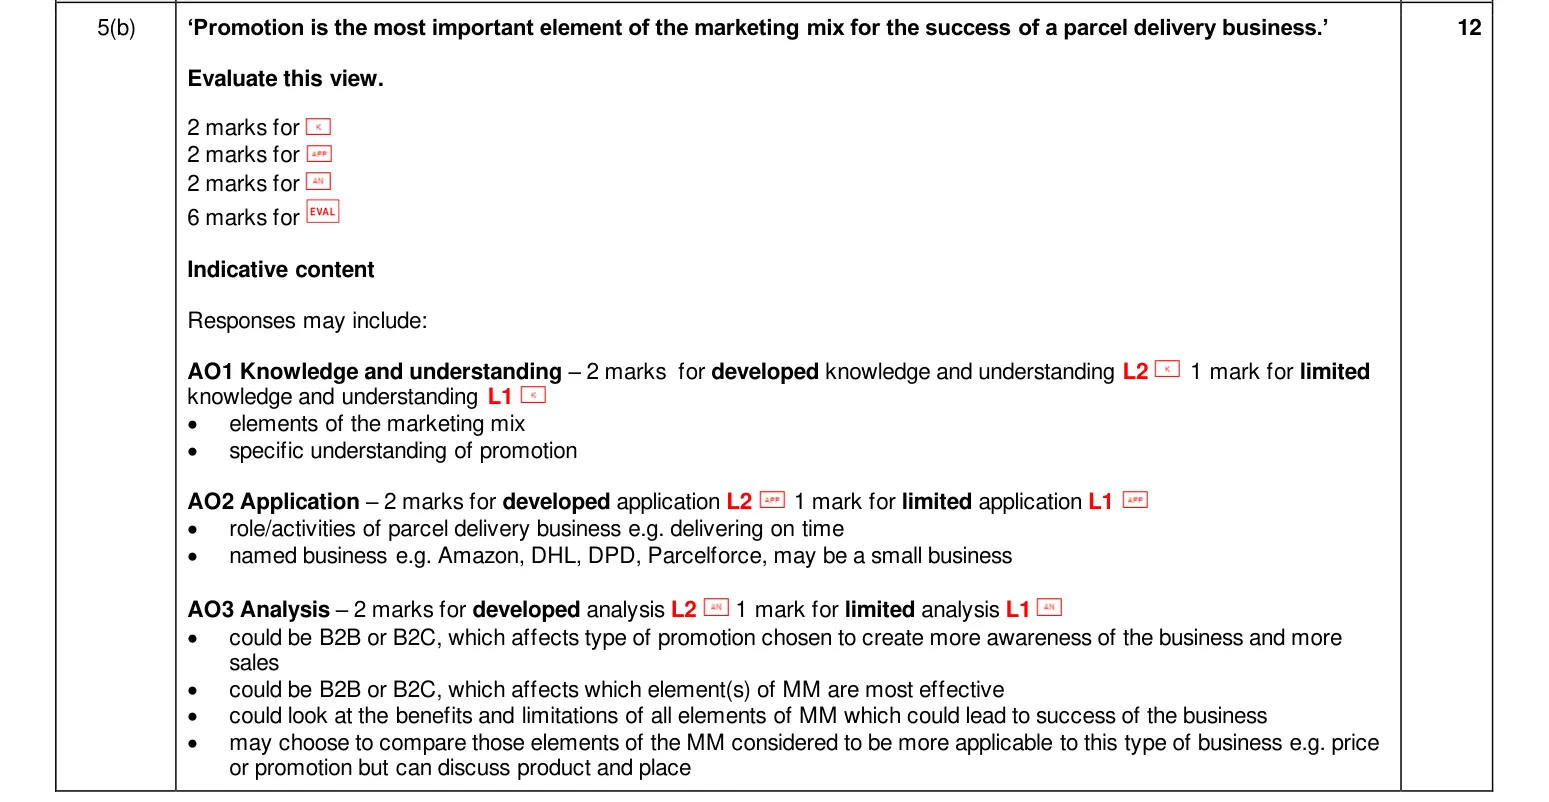 5(b) ‘Promotion is the most important element of the marketing mix for the success of a parcel delivery business.’ 12
Evaluate this view.
2 marks for K
2 marks for APP
2 marks for AN
6 marks for EVAL
Indicative content
Responses may include:
AO1 Knowledge and understanding – 2 marks for developed knowledge and understanding L2 K 1 mark for limited
knowledge and understanding L1 K
• elements of the marketing mix
• specific understanding of promotion
AO2 Application – 2 marks for developed application L2 APP 1 mark for limited application L1 APP
• role/activities of parcel delivery business e.g. delivering on time
• named business e.g. Amazon, DHL, DPD, Parcelforce, may be a small business
AO3 Analysis – 2 marks for developed analysis L2 AN 1 mark for limited analysis L1 AN
• could be B2B or B2C, which affects type of promotion chosen to create more awareness of the business and more
sales
• could be B2B or B2C, which affects which element(s) of MM are most effective
• could look at the benefits and limitations of all elements of MM which could lead to success of the business
• may choose to compare those elements of the MM considered to be more applicable to this type of business e.g. price
or promotion but can discuss product and place